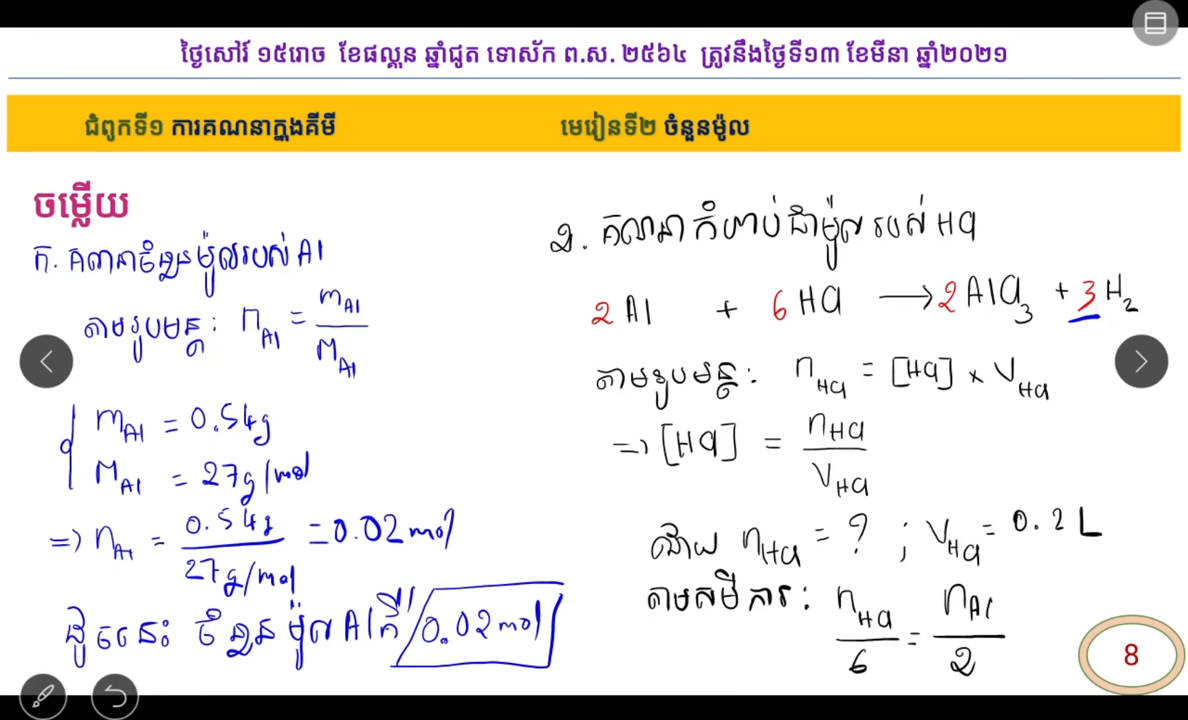 ថ្ងៃសៅរ៍ ១៥រោច ខែផល្គុន ឆ្នាំជូត ទោស័ក ព.ស. ២៥៦៤ ត្រូវនឹងថ្ងៃទី១៣ ខែមីនា ឆ្នាំ២០២១
ជំពូកទី១ ការគណនាក្នុងគីមី
មេរៀនទី២ ចំនួនម៉ូល
ចម្លើយ
ក. គណនាចំនួនម៉ូលរបស់ Al
តាមរូបមន្ត: n_Al = m_Al / M_Al
m_Al = 0.54g
M_Al = 27g/mol
=> n_Al = 0.54g / 27g/mol = 0.02mol
ដូចនេះ ចំនួនម៉ូល Al គឺ 0.02mol
2. គណនាកំហាប់ជាម៉ូលរបស់ HCl
2Al + 6HCl → 2AlCl₃ + 3H₂
តាមរូបមន្ត: n_HCl = [HCl] × V_HCl
=> [HCl] = n_HCl / V_HCl
ដោយ n_HCl = ? ; V_HCl = 0.2L
តាមសមីការ: n_HCl / 6 = n_Al / 2
8